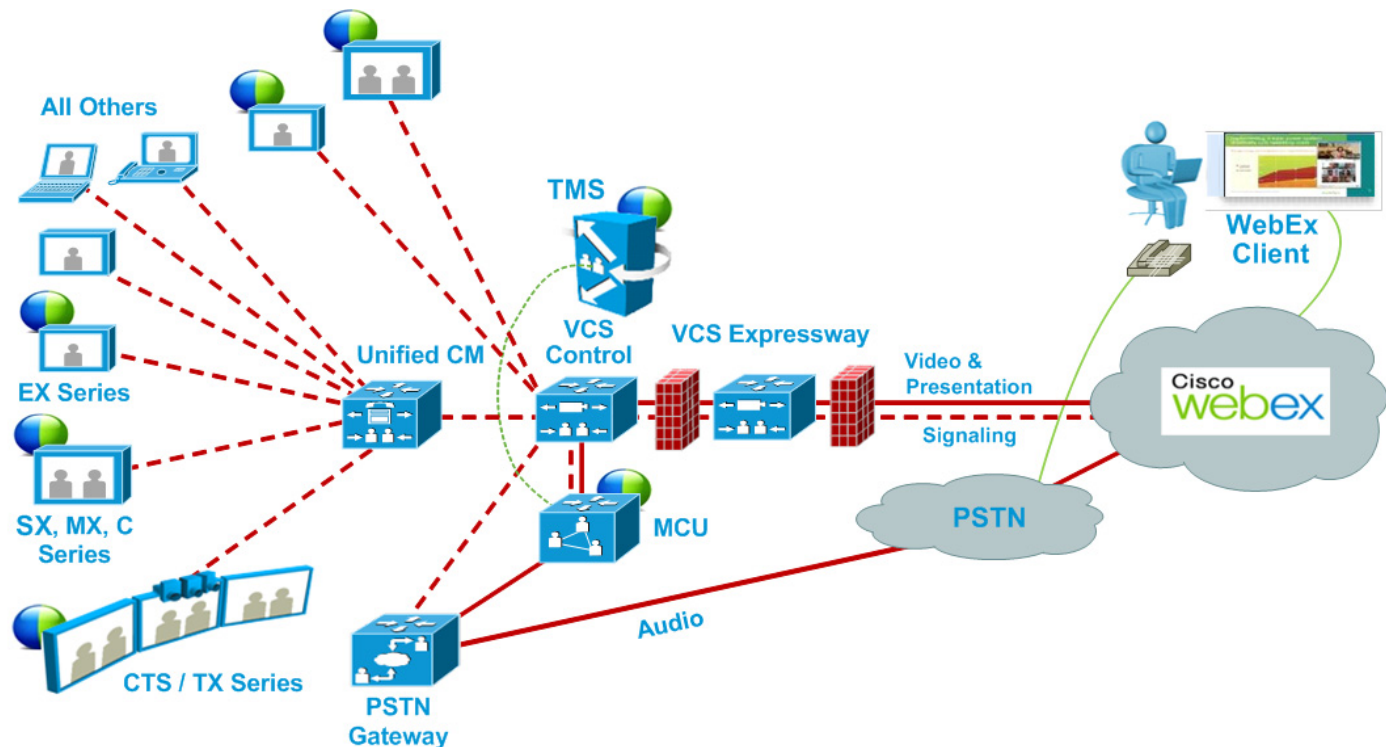 All Others
TMS
WebEx
Client
VCS
Control
VCS Expressway
Unified CM
Video &
Presentation
Cisco
webex
EX Series
Signaling
SX, MX, C
Series
MCU
PSTN
Audio
CTS / TX Series
PSTN
Gateway